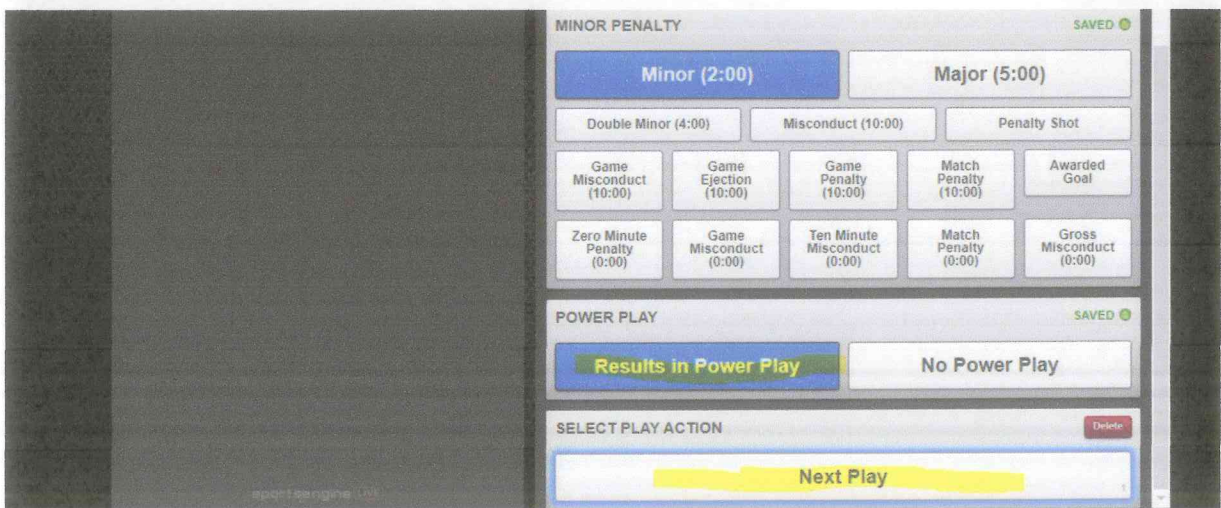 MINOR PENALTY SAVED
Minor (2:00) Major (5:00)
Double Minor (4:00) Misconduct (10:00) Penalty Shot
Game Misconduct (10:00) Game Ejection (10:00) Game Penalty (10:00) Match Penalty (10:00) Awarded Goal
Zero Minute Penalty (0:00) Game Misconduct (0:00) Ten Minute Misconduct (0:00) Match Penalty (0:00) Gross Misconduct (0:00)
POWER PLAY SAVED
Results in Power Play No Power Play
SELECT PLAY ACTION Delete
Next Play
sportsengine LIVE